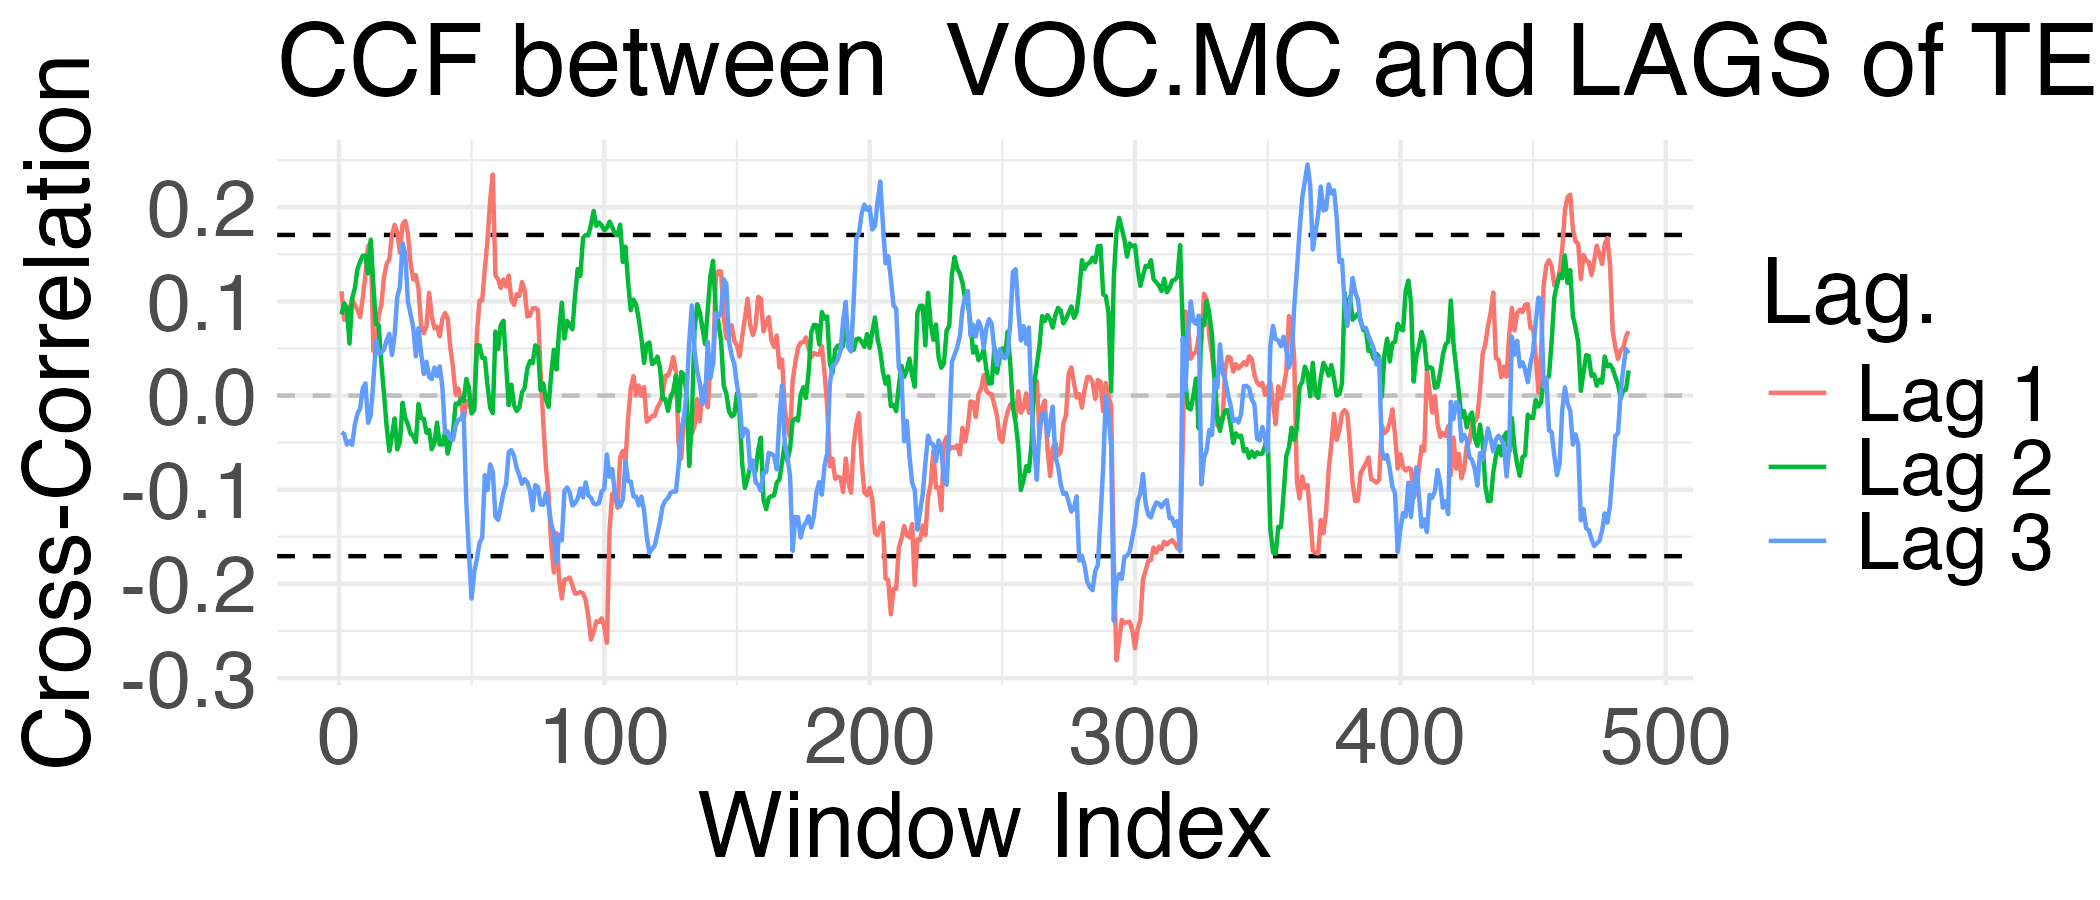 CCF between  VOC.MC and LAGS of TE
Cross-Correlation
0.2
0.1
0.0
-0.1
-0.2
-0.3
0 100 200 300 400 500
Window Index
Lag.
Lag 1
Lag 2
Lag 3